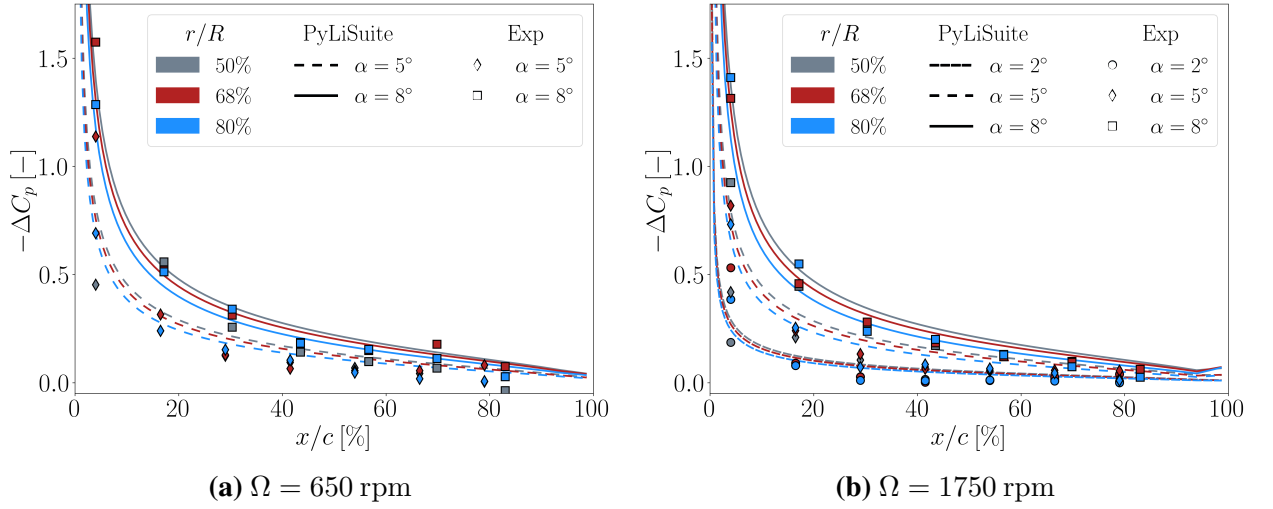 r/R PyLiSuite Exp
50% α = 5° α = 5°
68% α = 8° α = 8°
80%
−ΔC_p [−]
1.5
1.0
0.5
0.0
0 20 40 60 80 100
x/c [%]
(a) Ω = 650 rpm
r/R PyLiSuite Exp
50% α = 2° α = 2°
68% α = 5° α = 5°
80% α = 8° α = 8°
−ΔC_p [−]
1.5
1.0
0.5
0.0
0 20 40 60 80 100
x/c [%]
(b) Ω = 1750 rpm